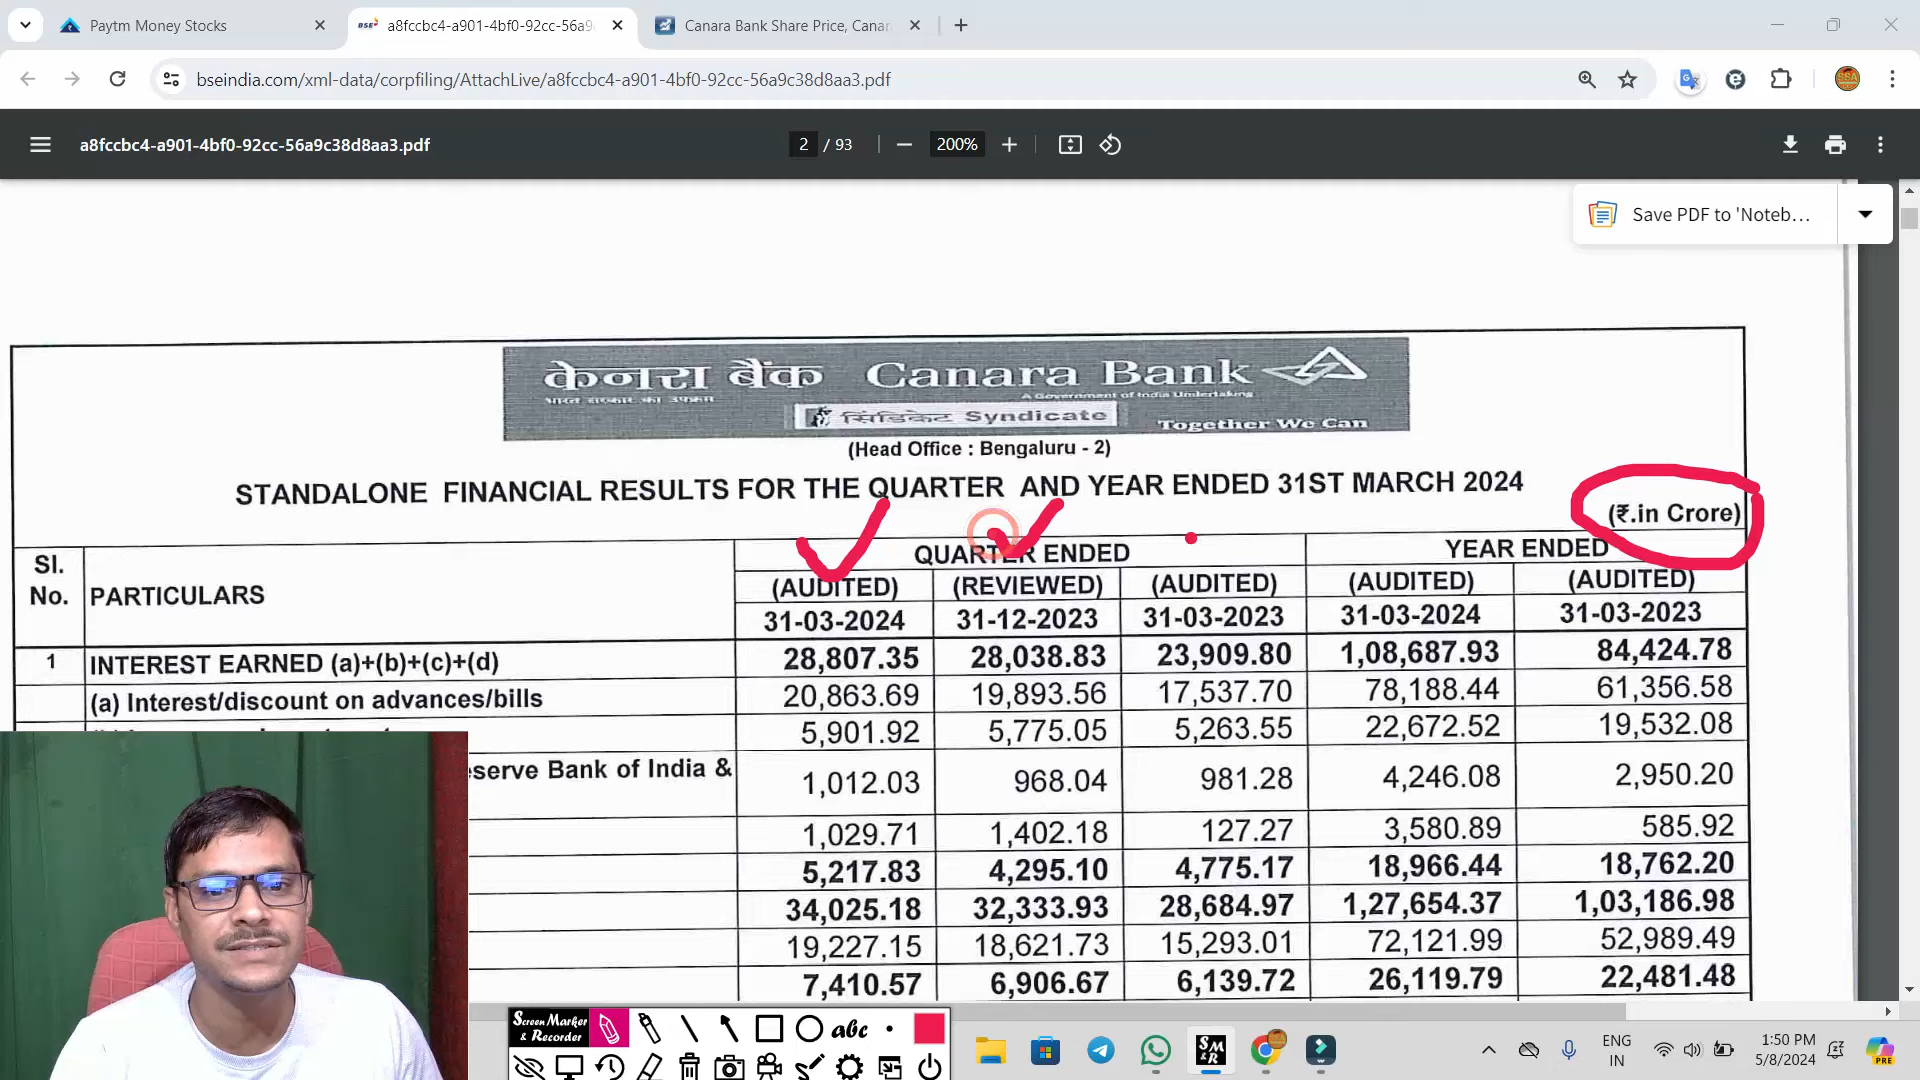 Paytm Money Stocks
BSE a8fccbc4-a901-4bf0-92cc-56a9
Canara Bank Share Price, Canar
bseindia.com/xml-data/corpfiling/AttachLive/a8fccbc4-a901-4bf0-92cc-56a9c38d8aa3.pdf
a8fccbc4-a901-4bf0-92cc-56a9c38d8aa3.pdf
2 / 93
200%
Save PDF to 'Noteb...
केनरा बैंक Canara Bank
भारत सरकार का उपक्रम
A Government of India Undertaking
सिंडिकेट Syndicate
Together We Can
(Head Office : Bengaluru - 2)
STANDALONE FINANCIAL RESULTS FOR THE QUARTER AND YEAR ENDED 31ST MARCH 2024
(₹.in Crore)
Sl. No. PARTICULARS QUARTER ENDED YEAR ENDED
(AUDITED) (REVIEWED) (AUDITED) (AUDITED) (AUDITED)
31-03-2024 31-12-2023 31-03-2023 31-03-2024 31-03-2023
1 INTEREST EARNED (a)+(b)+(c)+(d) 28,807.35 28,038.83 23,909.80 1,08,687.93 84,424.78
(a) Interest/discount on advances/bills 20,863.69 19,893.56 17,537.70 78,188.44 61,356.58
5,901.92 5,775.05 5,263.55 22,672.52 19,532.08
eserve Bank of India & 1,012.03 968.04 981.28 4,246.08 2,950.20
1,029.71 1,402.18 127.27 3,580.89 585.92
5,217.83 4,295.10 4,775.17 18,966.44 18,762.20
34,025.18 32,333.93 28,684.97 1,27,654.37 1,03,186.98
19,227.15 18,621.73 15,293.01 72,121.99 52,989.49
7,410.57 6,906.67 6,139.72 26,119.79 22,481.48
Screen Marker & Recorder
abc
SM &R
ENG
IN
1:50 PM
5/8/2024
PRE